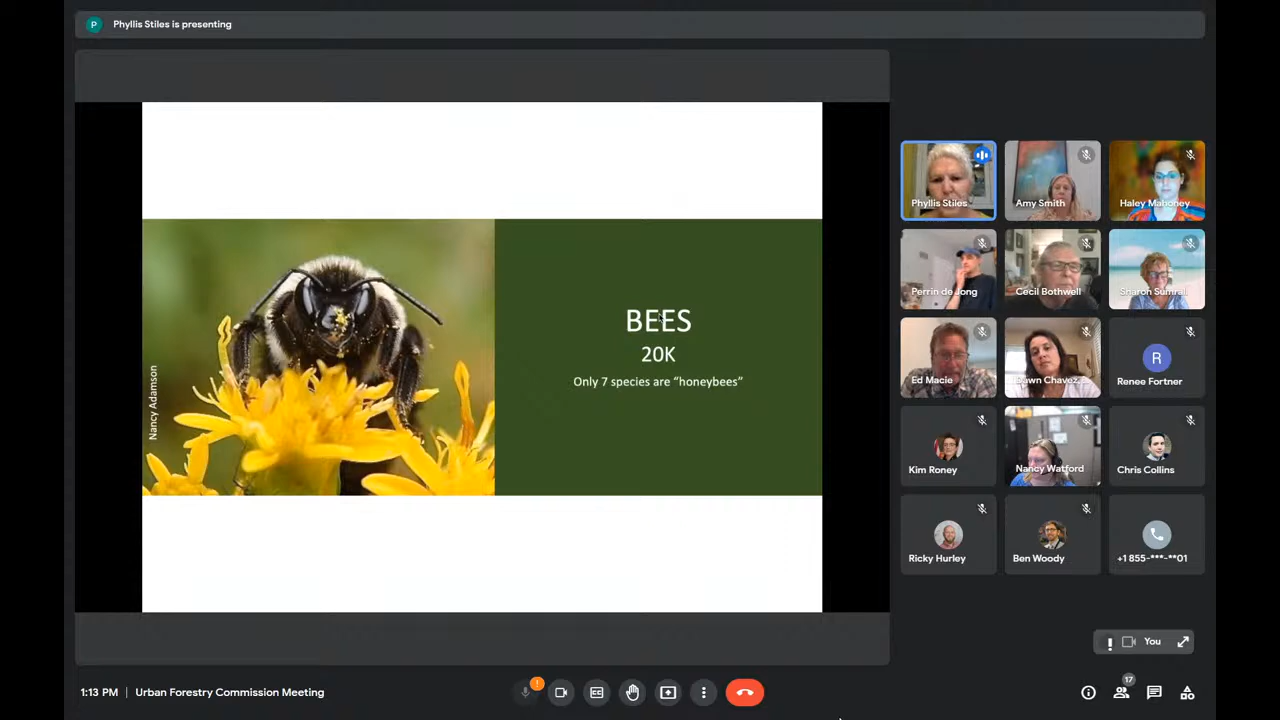 P Phyllis Stiles is presenting
BEES
20K
Only 7 species are “honeybees”
Nancy Adamson
Phyllis Stiles
Amy Smith
Haley Mahoney
Perrin de Jong
Cecil Bothwell
Sharon Sumrall
Ed Macie
Dawn Chavez
R
Renee Fortner
Kim Roney
Nancy Watford
Chris Collins
Ricky Hurley
Ben Woody
+1 855-***-**01
You
1:13 PM | Urban Forestry Commission Meeting
17